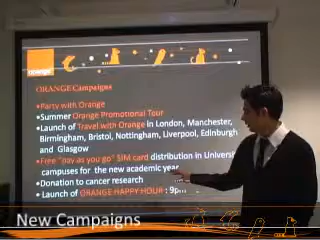 orange
ORANGE Campaigns
•Party with Orange
•Summer Orange Promotional Tour
•Launch of Travel with Orange in London, Manchester,
Birmingham, Bristol, Nottingham, Liverpool, Edinburgh
and Glasgow
•Free "pay as you go" SIM card distribution in Universi
campuses for the new academic year
•Donation to cancer research
• Launch of ORANGE HAPPY HOUR : 9pm
New Campaigns